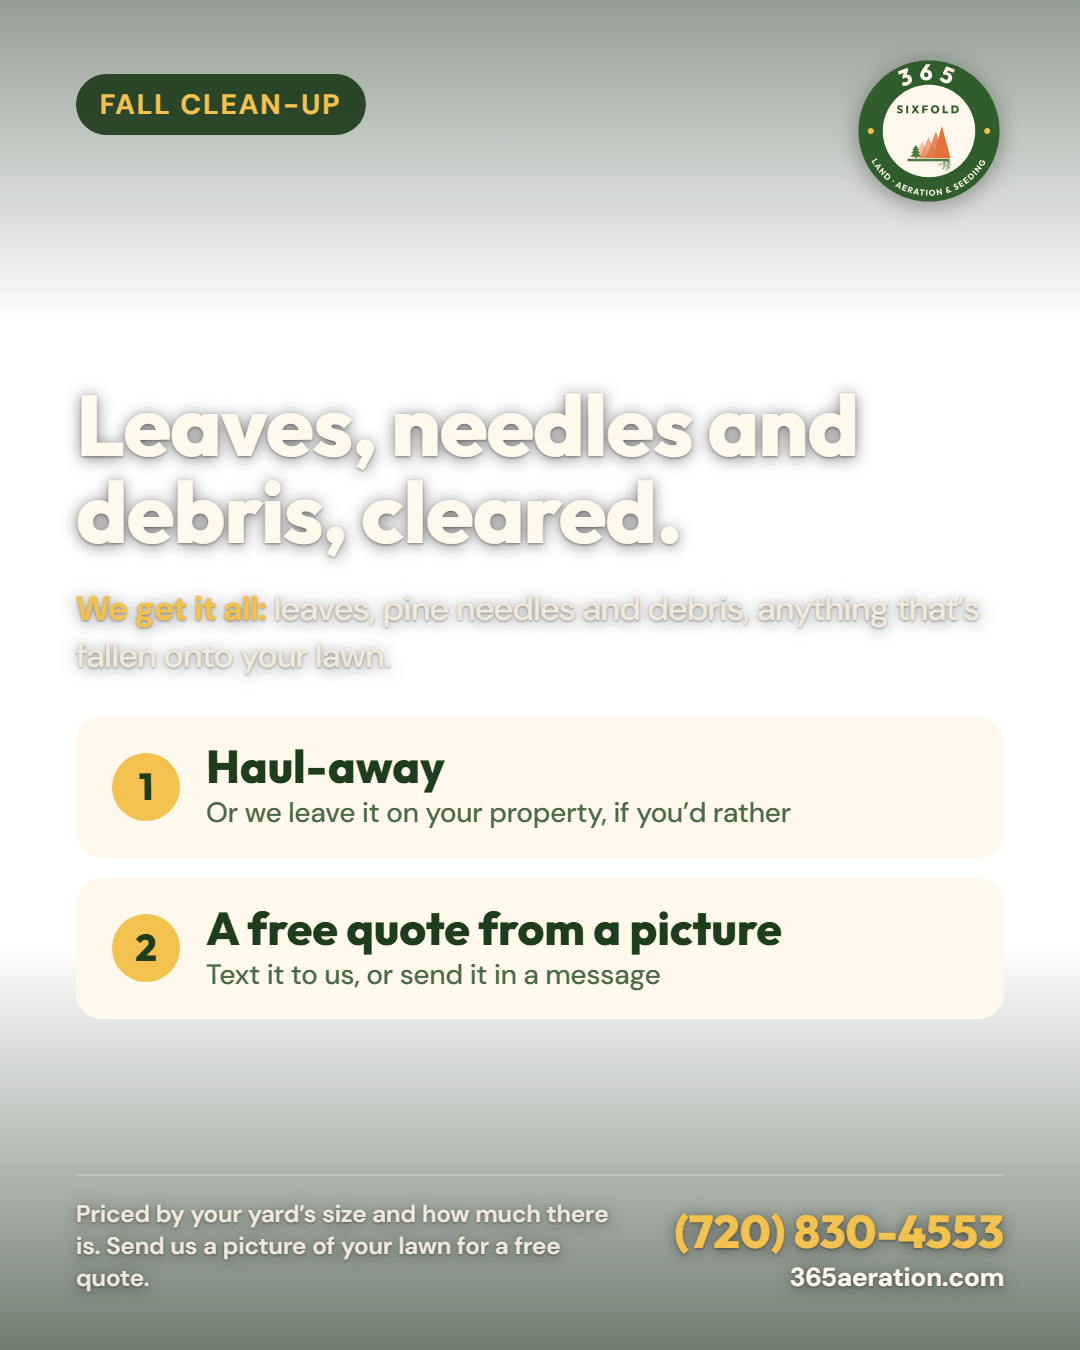 FALL CLEAN-UP
365
SIXFOLD
LAND · AERATION & SEEDING
Leaves, needles and
debris, cleared.
We get it all: leaves, pine needles and debris, anything that’s
fallen onto your lawn.
1
Haul-away
Or we leave it on your property, if you’d rather
2
A free quote from a picture
Text it to us, or send it in a message
Priced by your yard’s size and how much there
is. Send us a picture of your lawn for a free
quote.
(720) 830-4553
365aeration.com